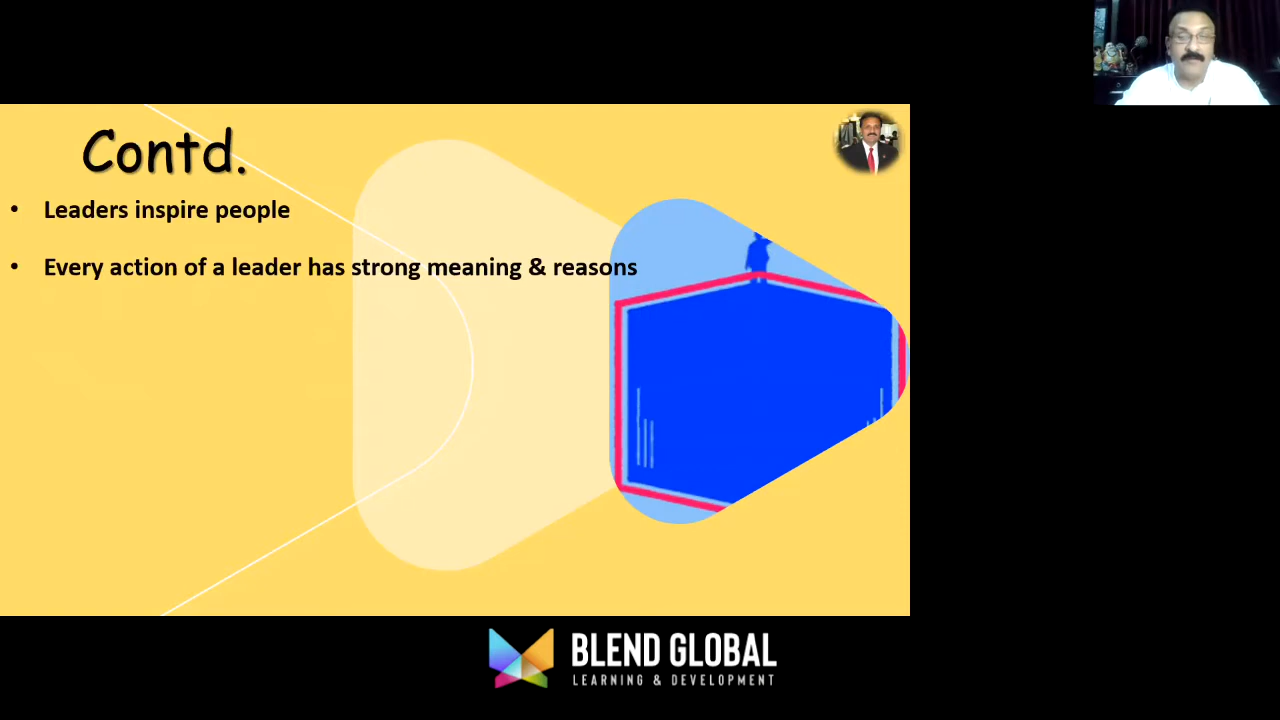 Contd.
• Leaders inspire people
• Every action of a leader has strong meaning & reasons
BLEND GLOBAL
LEARNING & DEVELOPMENT